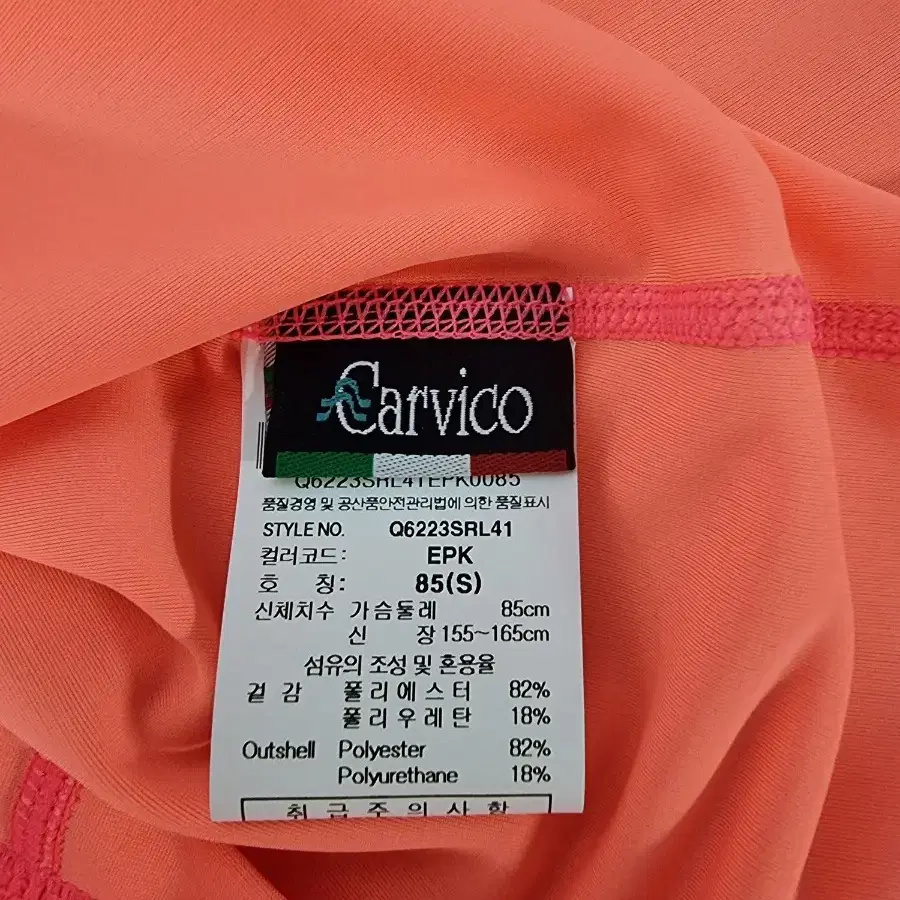 Carvico
Q6223SRL41EPK0085
품질경영 및 공산품안전관리법에 의한 품질표시
STYLE NO. Q6223SRL41
컬러코드: EPK
호 칭: 85(S)
신체치수 가슴둘레 85cm
신 장 155~165cm
섬유의 조성 및 혼용율
겉 감 폴리에스터 82%
폴리우레탄 18%
Outshell Polyester 82%
Polyurethane 18%
취급주의사항